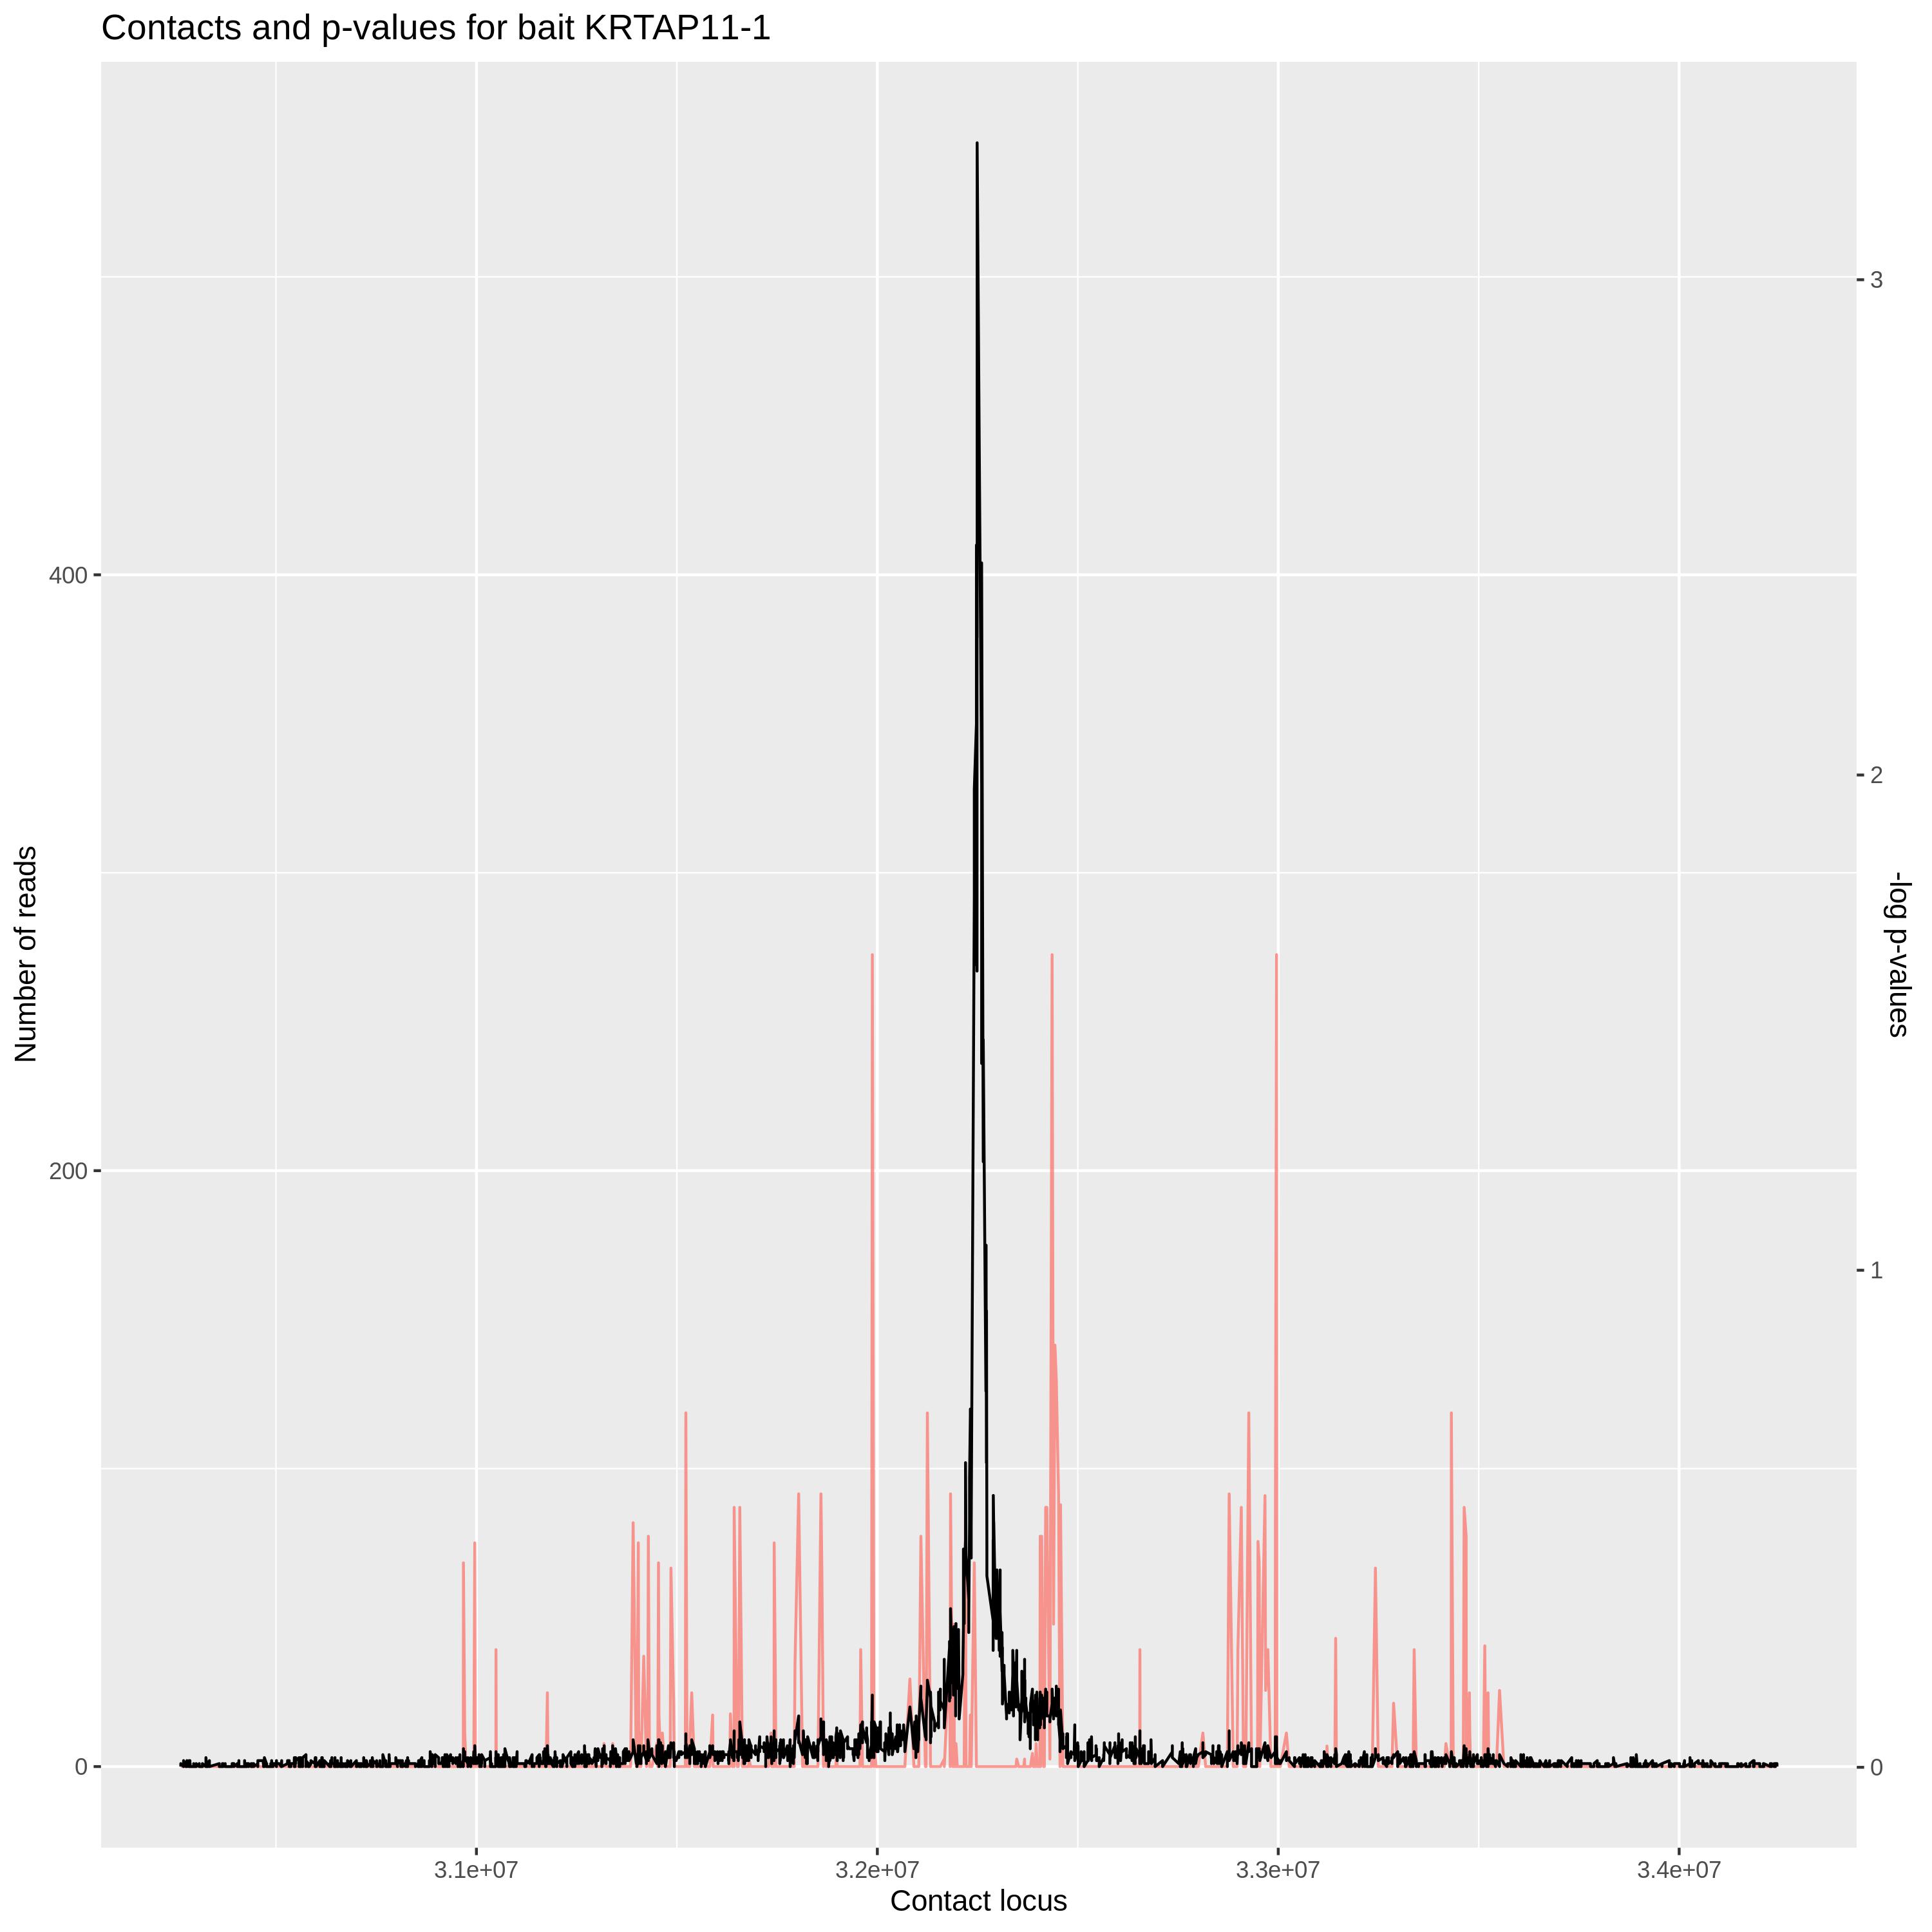 Contacts and p-values for bait KRTAP11-1
Number of reads
400
200
0
3
2
1
0
-log p-values
3.1e+07
3.2e+07
3.3e+07
3.4e+07
Contact locus